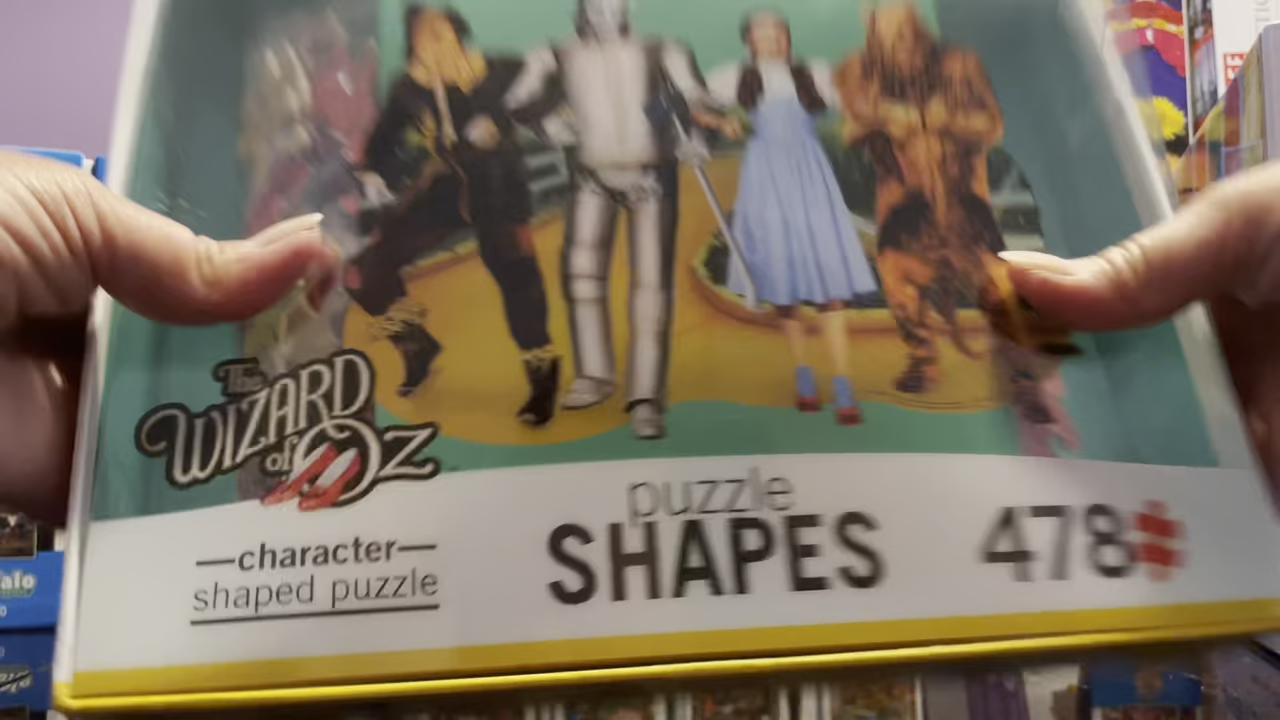 The
WIZARD
of OZ
—character—
shaped puzzle
puzzle
SHAPES
478